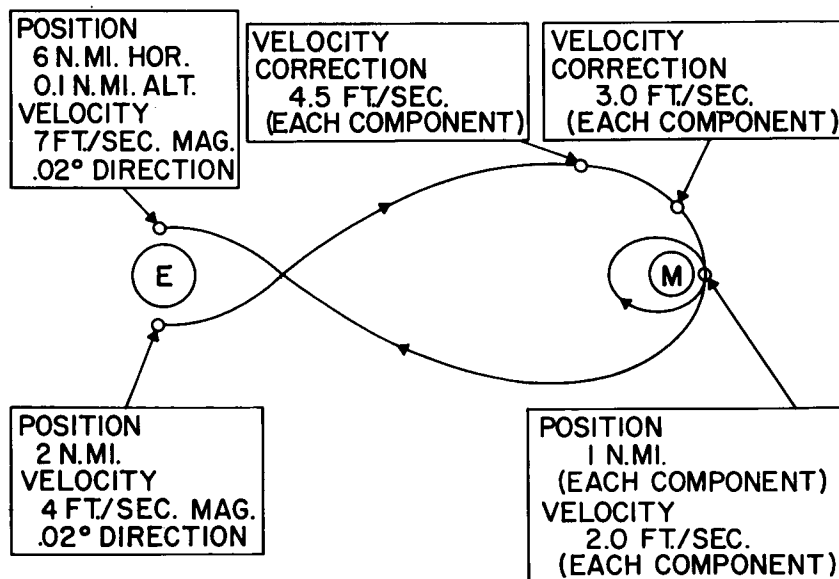 POSITION
6 N.MI. HOR.
0.1 N.MI. ALT.
VELOCITY
7 FT./SEC. MAG.
.02° DIRECTION
VELOCITY
CORRECTION
4.5 FT./SEC.
(EACH COMPONENT)
VELOCITY
CORRECTION
3.0 FT./SEC.
(EACH COMPONENT)
E
M
POSITION
2 N.MI.
VELOCITY
4 FT./SEC. MAG.
.02° DIRECTION
POSITION
1 N.MI.
(EACH COMPONENT)
VELOCITY
2.0 FT./SEC.
(EACH COMPONENT)